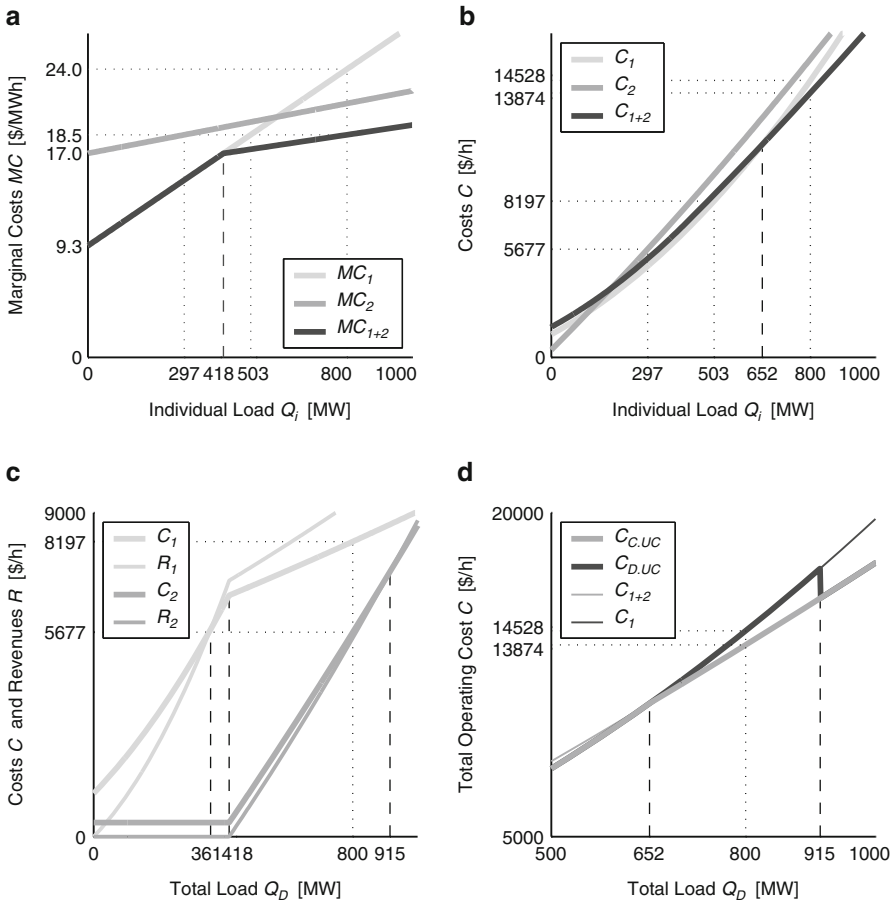 a
Marginal Costs MC [$/MWh]
24.0
18.5
17.0
9.3
0
MC1
MC2
MC1+2
0 297 418 503 800 1000
Individual Load Qi [MW]
b
Costs C [$/h]
14528
13874
8197
5677
0
C1
C2
C1+2
0 297 503 652 800 1000
Individual Load Qi [MW]
c
Costs C and Revenues R [$/h]
9000
8197
5677
0
C1
R1
C2
R2
0 361 418 800 915
Total Load QD [MW]
d
Total Operating Cost C [$/h]
20000
14528
13874
5000
CC.UC
CD.UC
C1+2
C1
500 652 800 915 1000
Total Load QD [MW]